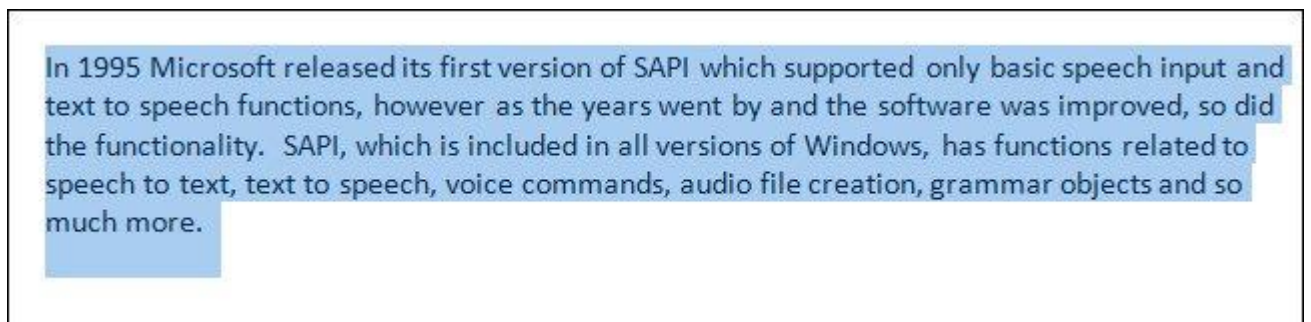 In 1995 Microsoft released its first version of SAPI which supported only basic speech input and
text to speech functions, however as the years went by and the software was improved, so did
the functionality.  SAPI, which is included in all versions of Windows, has functions related to
speech to text, text to speech, voice commands, audio file creation, grammar objects and so
much more.